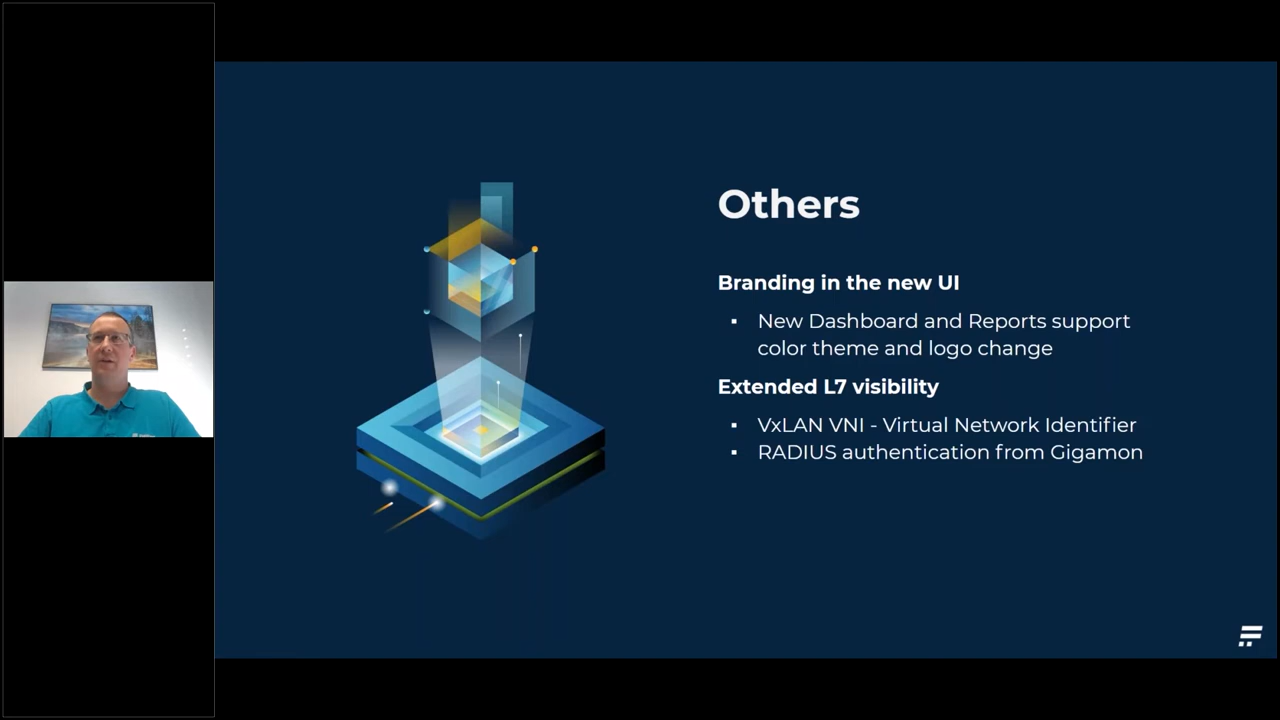 Others
Branding in the new UI
▪ New Dashboard and Reports support
color theme and logo change
Extended L7 visibility
▪ VxLAN VNI - Virtual Network Identifier
▪ RADIUS authentication from Gigamon